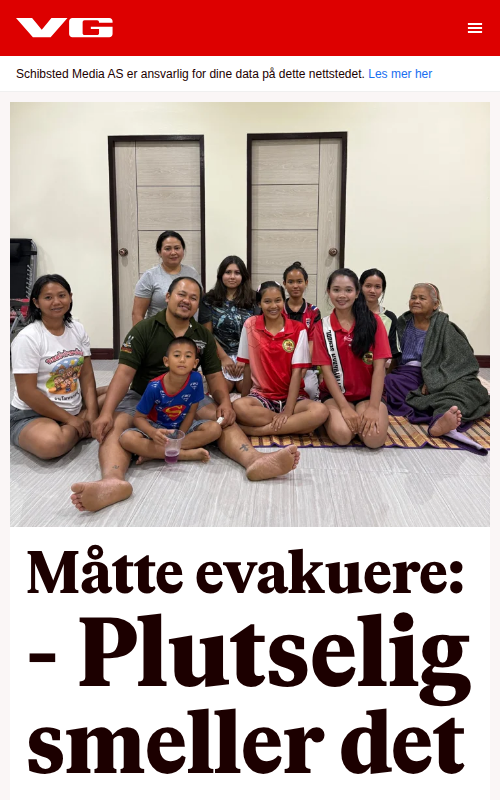 VG
Schibsted Media AS er ansvarlig for dine data på dette nettstedet. Les mer her
Måtte evakuere:
- Plutselig
smeller det